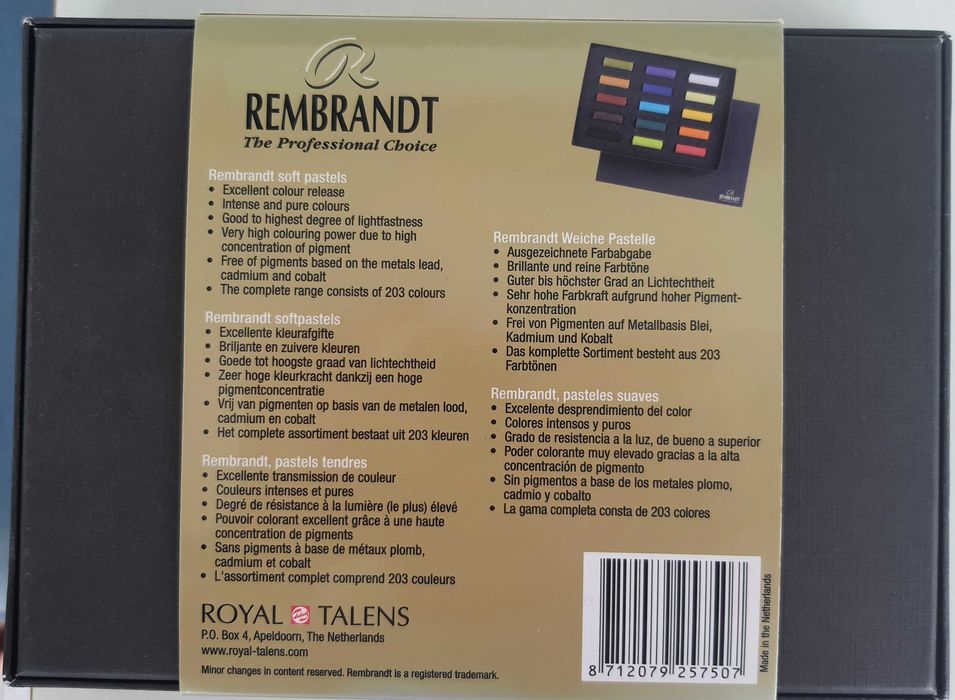 REMBRANDT
The Professional Choice
Rembrandt soft pastels
• Excellent colour release
• Intense and pure colours
• Good to highest degree of lightfastness
• Very high colouring power due to high
concentration of pigment
• Free of pigments based on the metals lead,
cadmium and cobalt
• The complete range consists of 203 colours
Rembrandt softpastels
• Excellente kleurafgifte
• Briljante en zuivere kleuren
• Goede tot hoogste graad van lichtechtheid
• Zeer hoge kleurkracht dankzij een hoge
pigmentconcentratie
• Vrij van pigmenten op basis van de metalen lood,
cadmium en cobalt
• Het complete assortiment bestaat uit 203 kleuren
Rembrandt, pastels tendres
• Excellente transmission de couleur
• Couleurs intenses et pures
• Degré de résistance à la lumière (le plus) élevé
• Pouvoir colorant excellent grâce à une haute
concentration de pigments
• Sans pigments à base de métaux plomb,
cadmium et cobalt
• L'assortiment complet comprend 203 couleurs
ROYAL TALENS
P.O. Box 4, Apeldoorn, The Netherlands
www.royal-talens.com
Minor changes in content reserved. Rembrandt is a registered trademark.
REMBRANDT
Rembrandt Weiche Pastelle
• Ausgezeichnete Farbabgabe
• Brillante und reine Farbtöne
• Guter bis höchster Grad an Lichtechtheit
• Sehr hohe Farbkraft aufgrund hoher Pigment-
konzentration
• Frei von Pigmenten auf Metallbasis Blei,
Kadmium und Kobalt
• Das komplette Sortiment besteht aus 203
Farbtönen
Rembrandt, pasteles suaves
• Excelente desprendimiento del color
• Colores intensos y puros
• Grado de resistencia a la luz, de bueno a superior
• Poder colorante muy elevado gracias a la alta
concentración de pigmento
• Sin pigmentos a base de los metales plomo,
cadmio y cobalto
• La gama completa consta de 203 colores
8 712079 257507
Made in the Netherlands